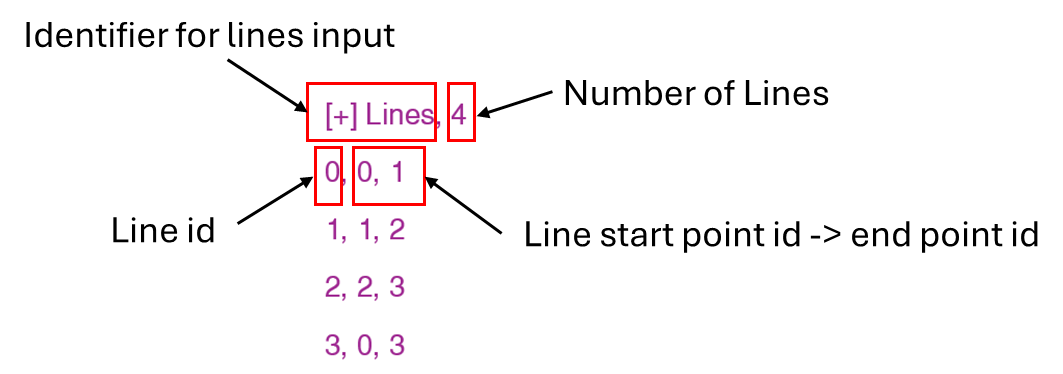 Identifier for lines input
[+] Lines, 4
Number of Lines
0, 0, 1
Line id
1, 1, 2
Line start point id -> end point id
2, 2, 3
3, 0, 3